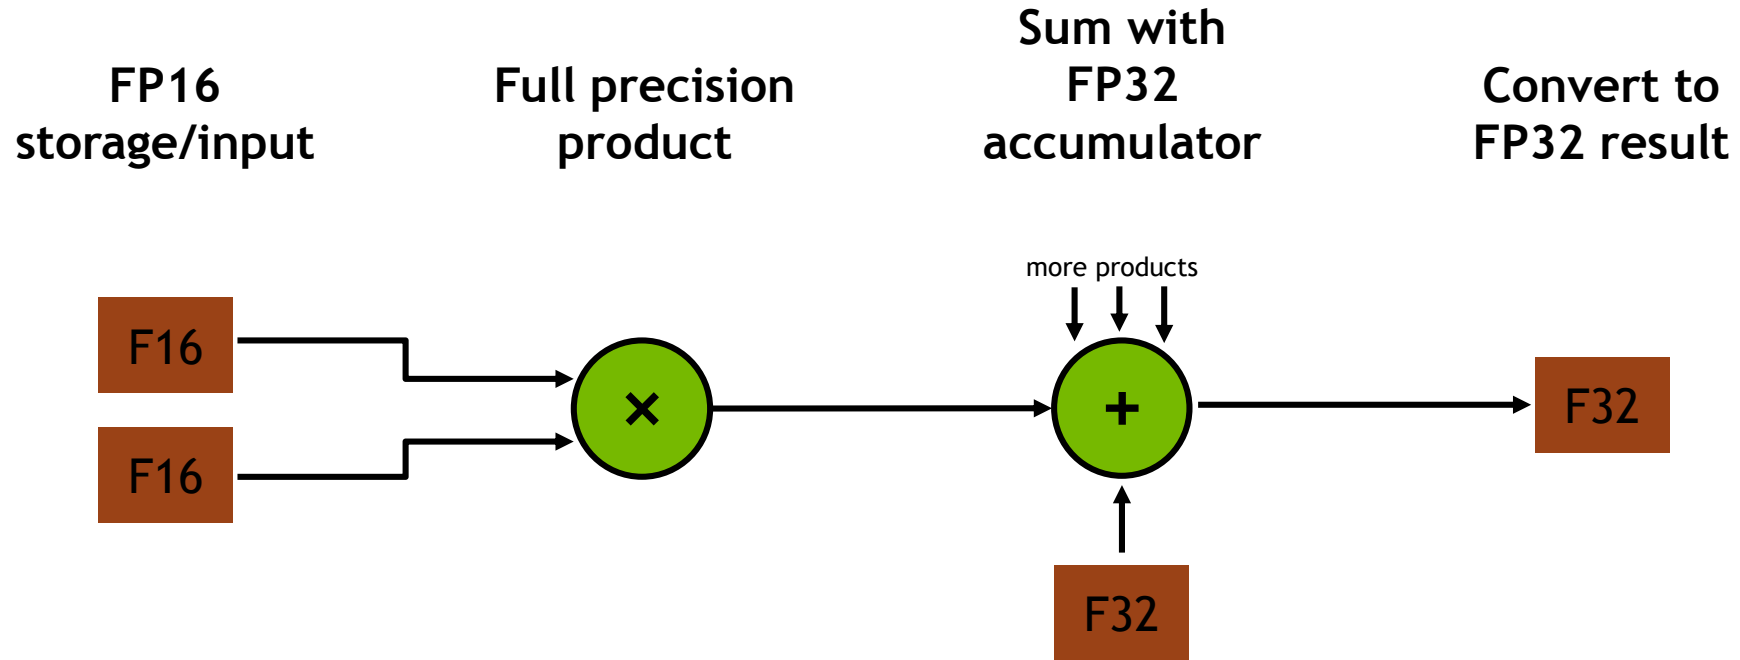 FP16
storage/input
Full precision
product
Sum with
FP32
accumulator
Convert to
FP32 result
more products
F16
F16
×
+
F32
F32